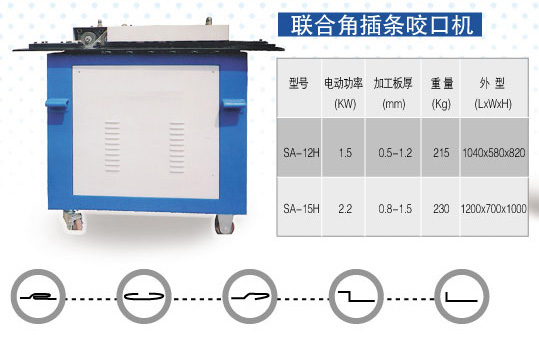 联合角插条咬口机
型号 电动功率 加工板厚 重量 外型
(KW) (mm) (Kg) (LxWxH)
SA-12H 1.5 0.5-1.2 215 1040x580x820
SA-15H 2.2 0.8-1.5 230 1200x700x1000